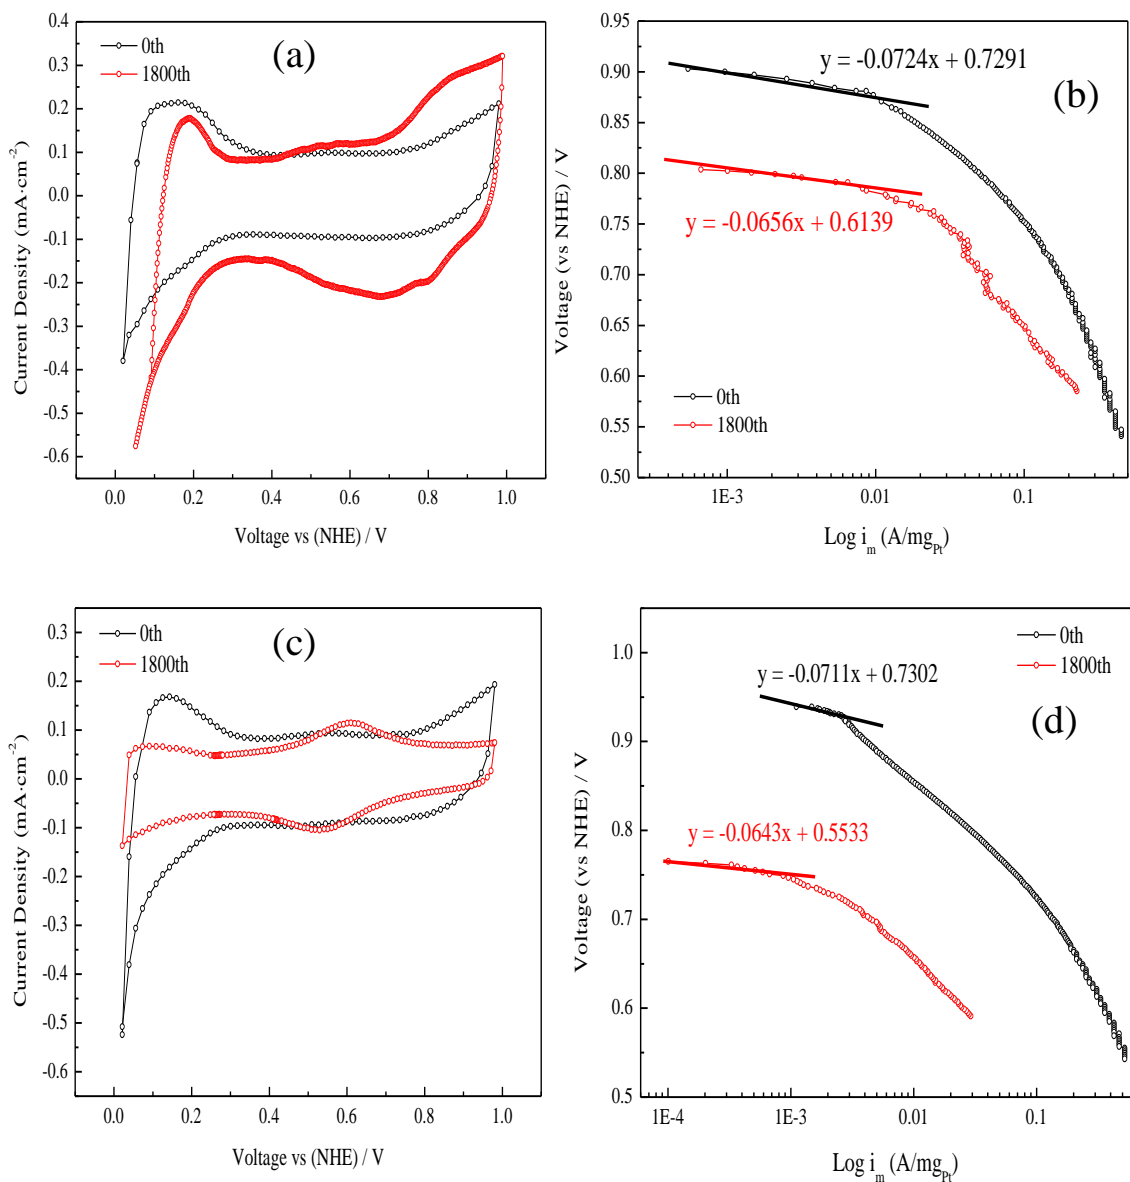 (a)
0th
1800th
0.4
0.3
0.2
0.1
0.0
-0.1
-0.2
-0.3
-0.4
-0.5
-0.6
Current Density (mA·cm⁻²)
0.0 0.2 0.4 0.6 0.8 1.0
Voltage vs (NHE) / V
(b)
y = -0.0724x + 0.7291
y = -0.0656x + 0.6139
0th
1800th
0.95
0.90
0.85
0.80
0.75
0.70
0.65
0.60
0.55
0.50
Voltage (vs NHE) / V
1E-3 0.01 0.1
Log i_m (A/mg_Pt)
(c)
0th
1800th
0.3
0.2
0.1
0.0
-0.1
-0.2
-0.3
-0.4
-0.5
-0.6
Current Density (mA·cm⁻²)
0.0 0.2 0.4 0.6 0.8 1.0
Voltage vs (NHE) / V
(d)
0th
1800th
y = -0.0711x + 0.7302
y = -0.0643x + 0.5533
1.0
0.9
0.8
0.7
0.6
0.5
Voltage (vs NHE) / V
1E-4 1E-3 0.01 0.1
Log i_m (A/mg_Pt)